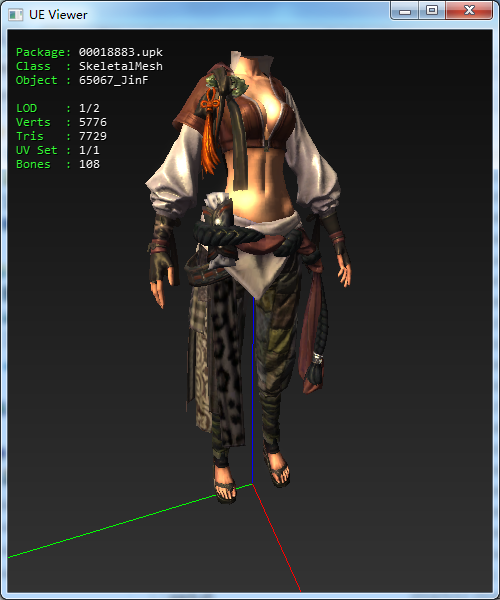 UE Viewer
Package: 00018883.upk
Class  : SkeletalMesh
Object : 65067_JinF
LOD    : 1/2
Verts  : 5776
Tris   : 7729
UV Set : 1/1
Bones  : 108